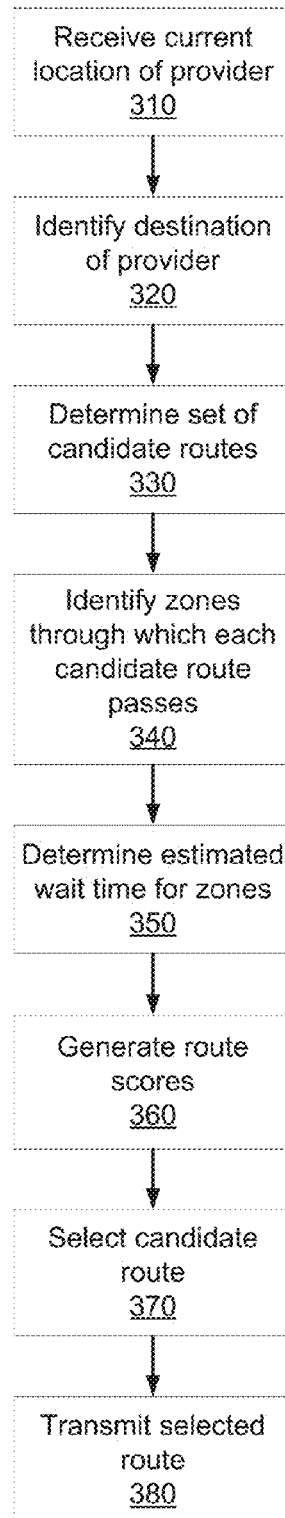 Receive current
location of provider
310
Identify destination
of provider
320
Determine set of
candidate routes
330
Identify zones
through which each
candidate route
passes
340
Determine estimated
wait time for zones
350
Generate route
scores
360
Select candidate
route
370
Transmit selected
route
380